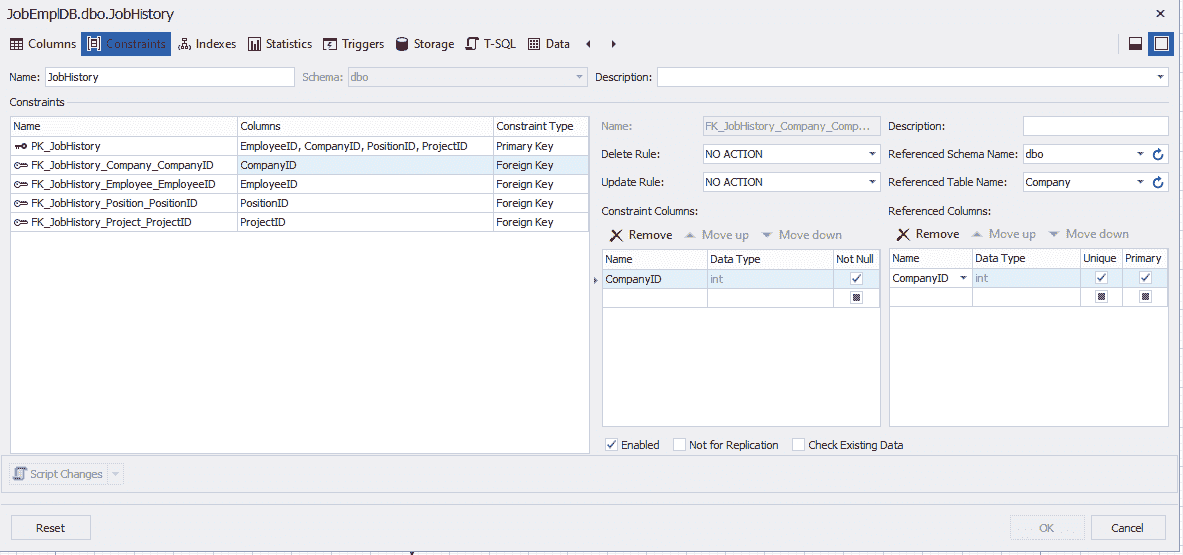 JobEmplDB.dbo.JobHistory
Columns Constraints Indexes Statistics Triggers Storage T-SQL Data
Name: JobHistory Schema: dbo Description:
Constraints
Name Columns Constraint Type
PK_JobHistory EmployeeID, CompanyID, PositionID, ProjectID Primary Key
FK_JobHistory_Company_CompanyID CompanyID Foreign Key
FK_JobHistory_Employee_EmployeeID EmployeeID Foreign Key
FK_JobHistory_Position_PositionID PositionID Foreign Key
FK_JobHistory_Project_ProjectID ProjectID Foreign Key
Name: FK_JobHistory_Company_Comp... Description:
Delete Rule: NO ACTION Referenced Schema Name: dbo
Update Rule: NO ACTION Referenced Table Name: Company
Constraint Columns: Referenced Columns:
Remove Move up Move down Remove Move up Move down
Name Data Type Not Null Name Data Type Unique Primary
CompanyID int CompanyID int
Enabled Not for Replication Check Existing Data
Script Changes
Reset OK Cancel